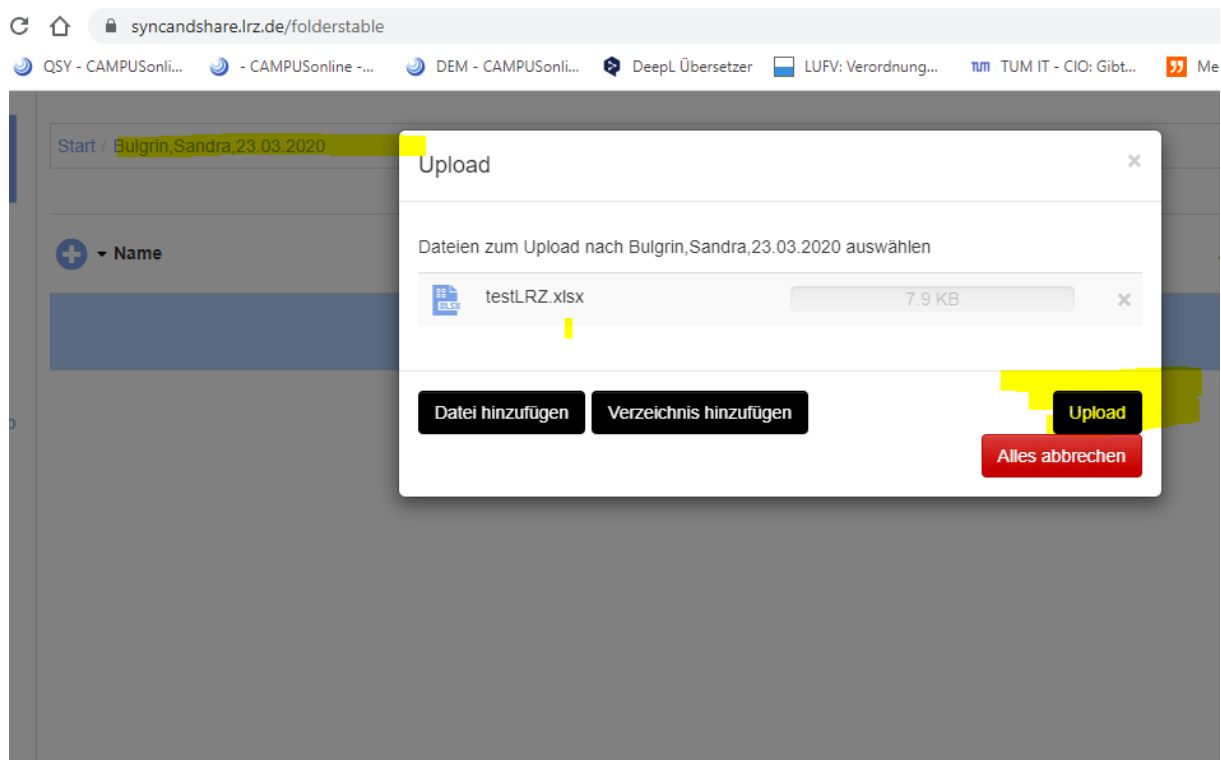 syncandshare.lrz.de/folderstable
QSY - CAMPUSonli... - CAMPUSonline -... DEM - CAMPUSonli... DeepL Übersetzer LUFV: Verordnung... TUM TUM IT - CIO: Gibt... Me
Start / Bulgrin,Sandra,23.03.2020
Upload
Name
Dateien zum Upload nach Bulgrin,Sandra,23.03.2020 auswählen
XLSX testLRZ.xlsx 7.9 KB
Datei hinzufügen Verzeichnis hinzufügen Upload
Alles abbrechen